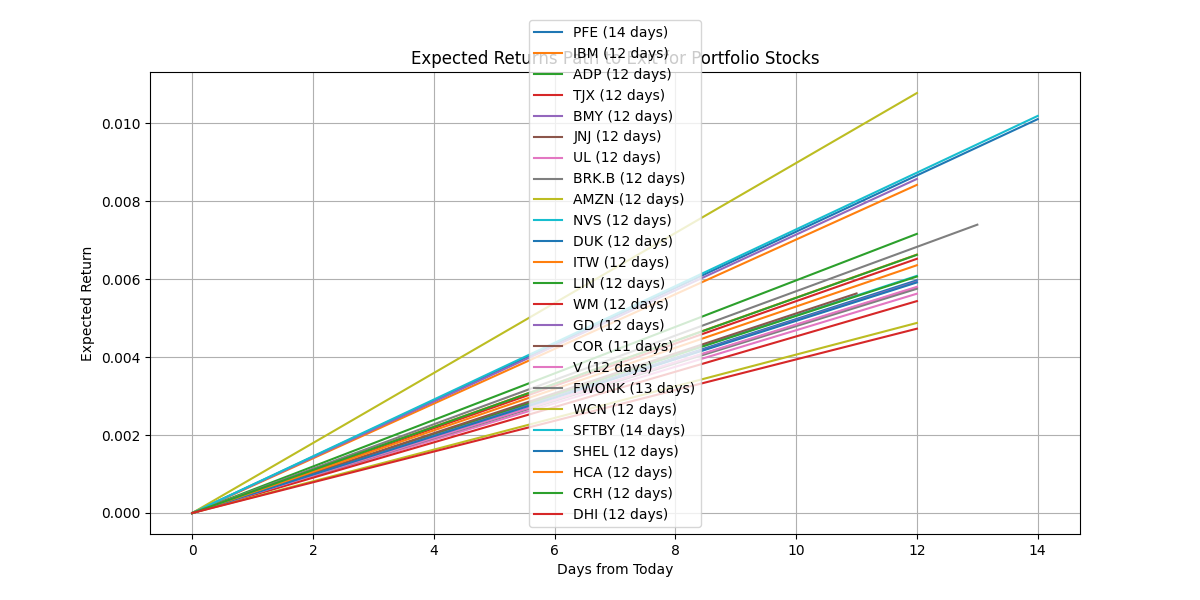 Expected Returns Path to Exit for Portfolio Stocks
PFE (14 days)
IBM (12 days)
ADP (12 days)
TJX (12 days)
BMY (12 days)
JNJ (12 days)
UL (12 days)
BRK.B (12 days)
AMZN (12 days)
NVS (12 days)
DUK (12 days)
ITW (12 days)
LIN (12 days)
WM (12 days)
GD (12 days)
COR (11 days)
V (12 days)
FWONK (13 days)
WCN (12 days)
SFTBY (14 days)
SHEL (12 days)
HCA (12 days)
CRH (12 days)
DHI (12 days)
Expected Return
0.010
0.008
0.006
0.004
0.002
0.000
0 2 4 6 8 10 12 14
Days from Today